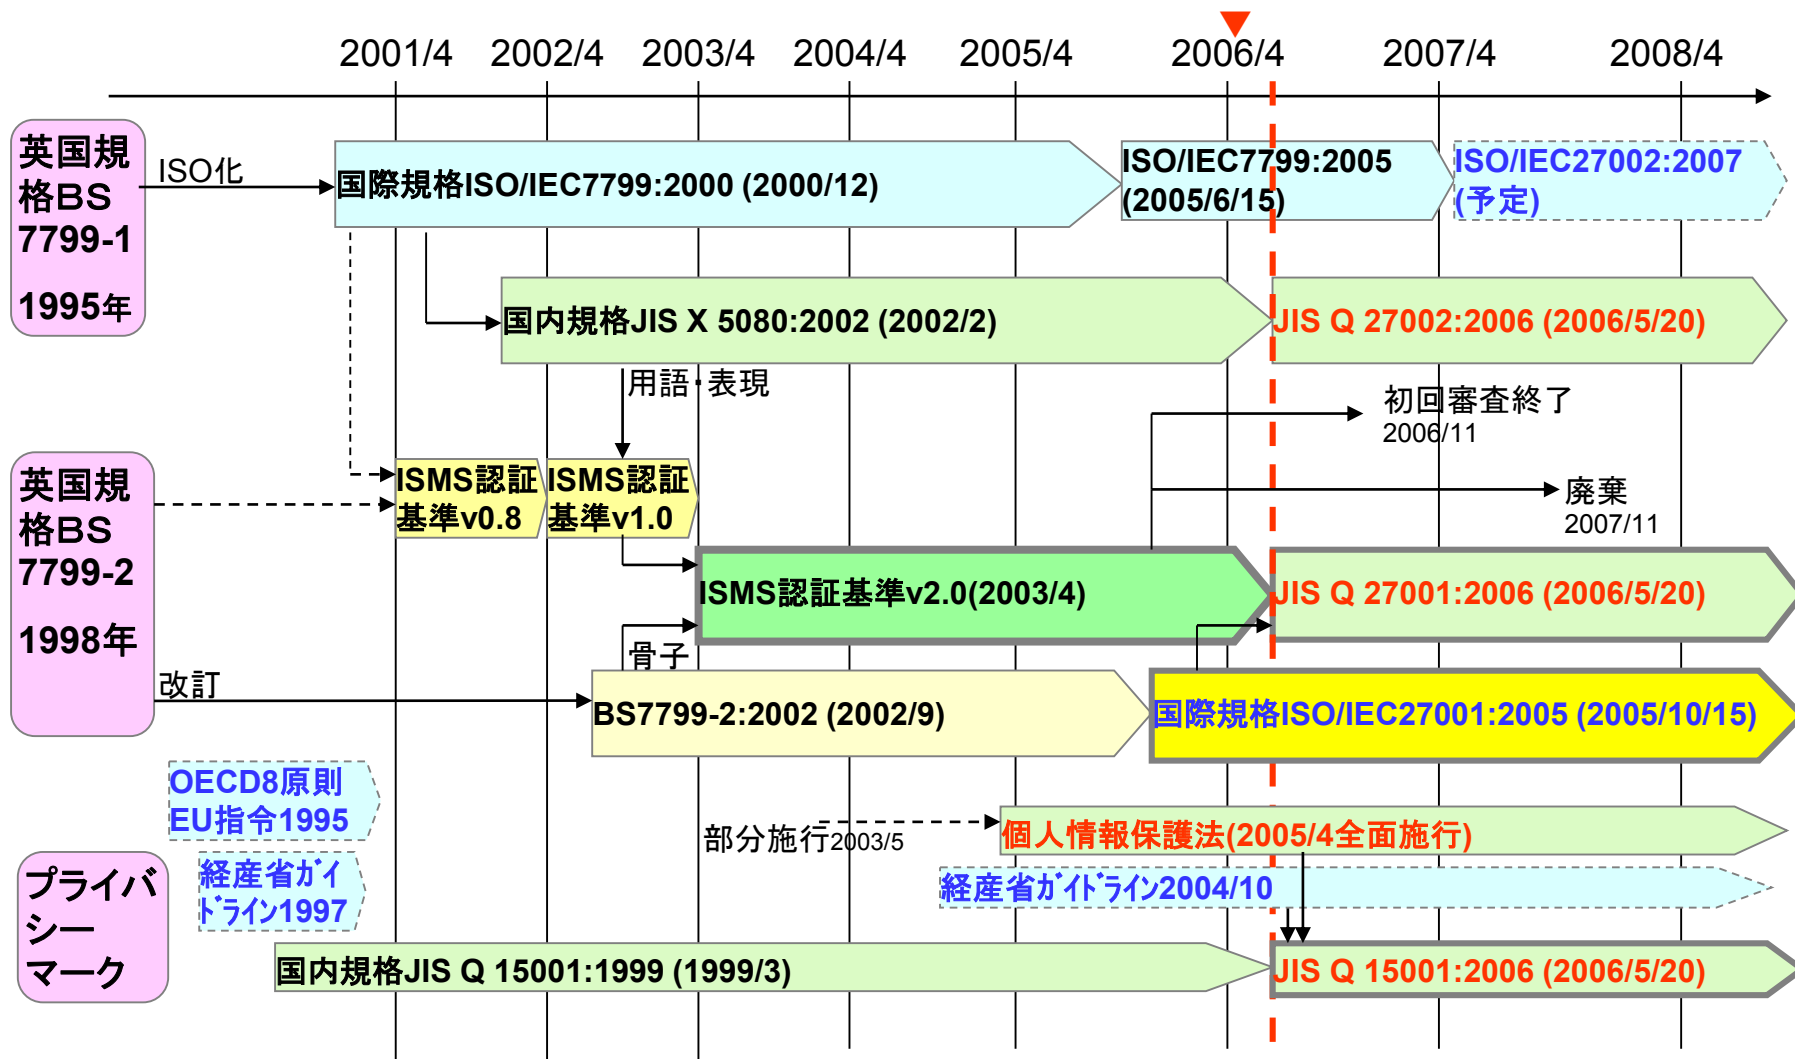 2001/4 2002/4 2003/4 2004/4 2005/4 2006/4 2007/4 2008/4
英国規
格BS
7799-1
1995年
ISO化
国際規格ISO/IEC7799:2000 (2000/12)
ISO/IEC7799:2005
(2005/6/15)
ISO/IEC27002:2007
(予定)
国内規格JIS X 5080:2002 (2002/2)
JIS Q 27002:2006 (2006/5/20)
用語・表現
初回審査終了
2006/11
英国規
格BS
7799-2
1998年
ISMS認証
基準v0.8
ISMS認証
基準v1.0
廃棄
2007/11
ISMS認証基準v2.0(2003/4)
JIS Q 27001:2006 (2006/5/20)
骨子
改訂
BS7799-2:2002 (2002/9)
国際規格ISO/IEC27001:2005 (2005/10/15)
OECD8原則
EU指令1995
部分施行2003/5
個人情報保護法(2005/4全面施行)
プライバ
シー
マーク
経産省ｶﾞｲ
ﾄﾞﾗｲﾝ1997
経産省ｶﾞｲﾄﾞﾗｲﾝ2004/10
国内規格JIS Q 15001:1999 (1999/3)
JIS Q 15001:2006 (2006/5/20)